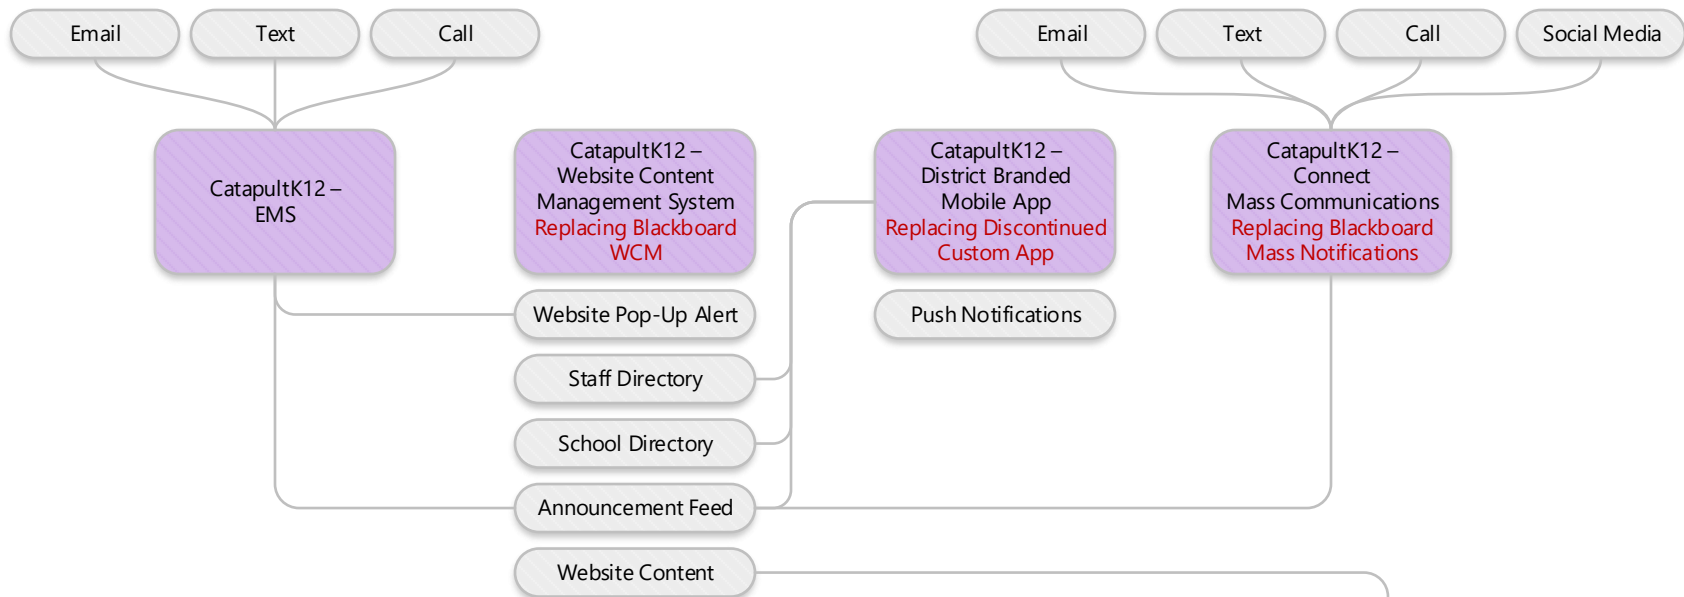 Email
Text
Call
Email
Text
Call
Social Media
CatapultK12 –
EMS
CatapultK12 –
Website Content
Management System
Replacing Blackboard
WCM
CatapultK12 –
District Branded
Mobile App
Replacing Discontinued
Custom App
CatapultK12 –
Connect
Mass Communications
Replacing Blackboard
Mass Notifications
Website Pop-Up Alert
Push Notifications
Staff Directory
School Directory
Announcement Feed
Website Content